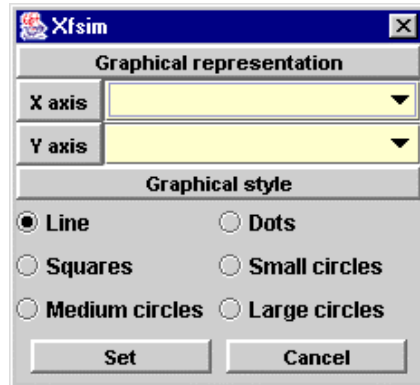 Xfsim
Graphical representation
X axis
Y axis
Graphical style
Line Dots
Squares Small circles
Medium circles Large circles
Set Cancel